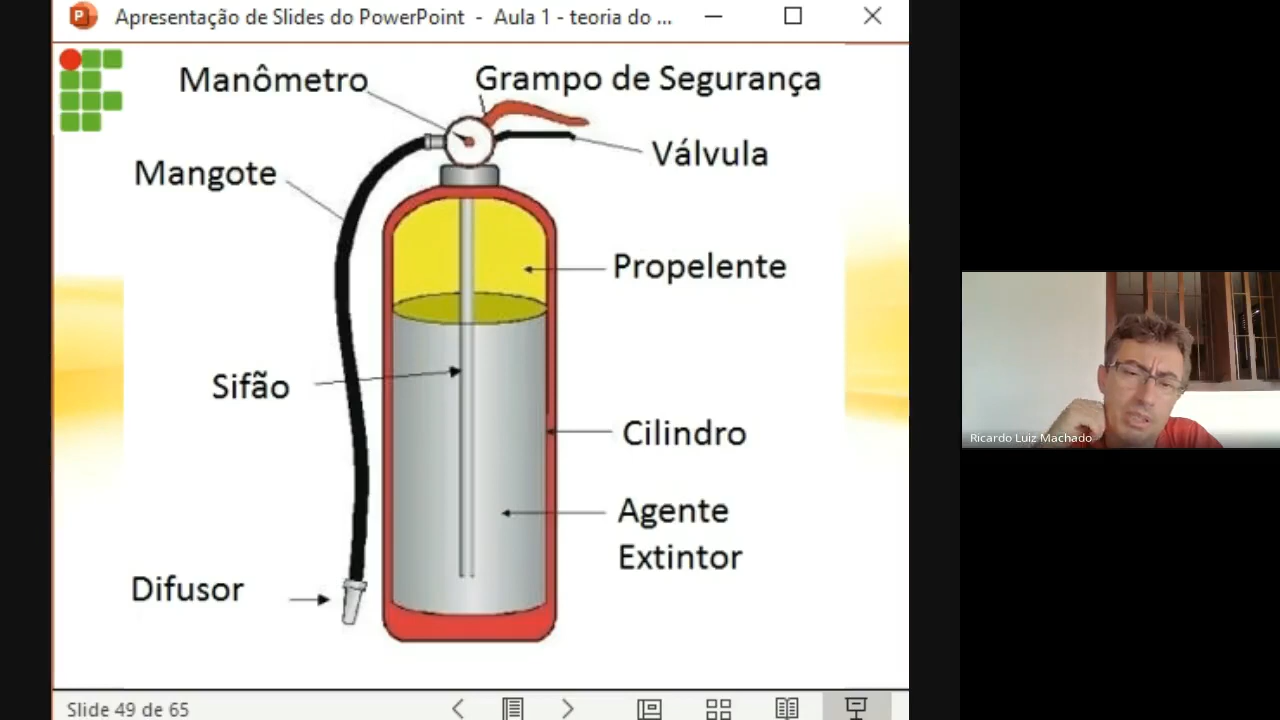 Apresentação de Slides do PowerPoint - Aula 1 - teoria do ...
Manômetro
Grampo de Segurança
Válvula
Mangote
Propelente
Sifão
Cilindro
Agente
Extintor
Difusor
Ricardo Luiz Machado
Slide 49 de 65